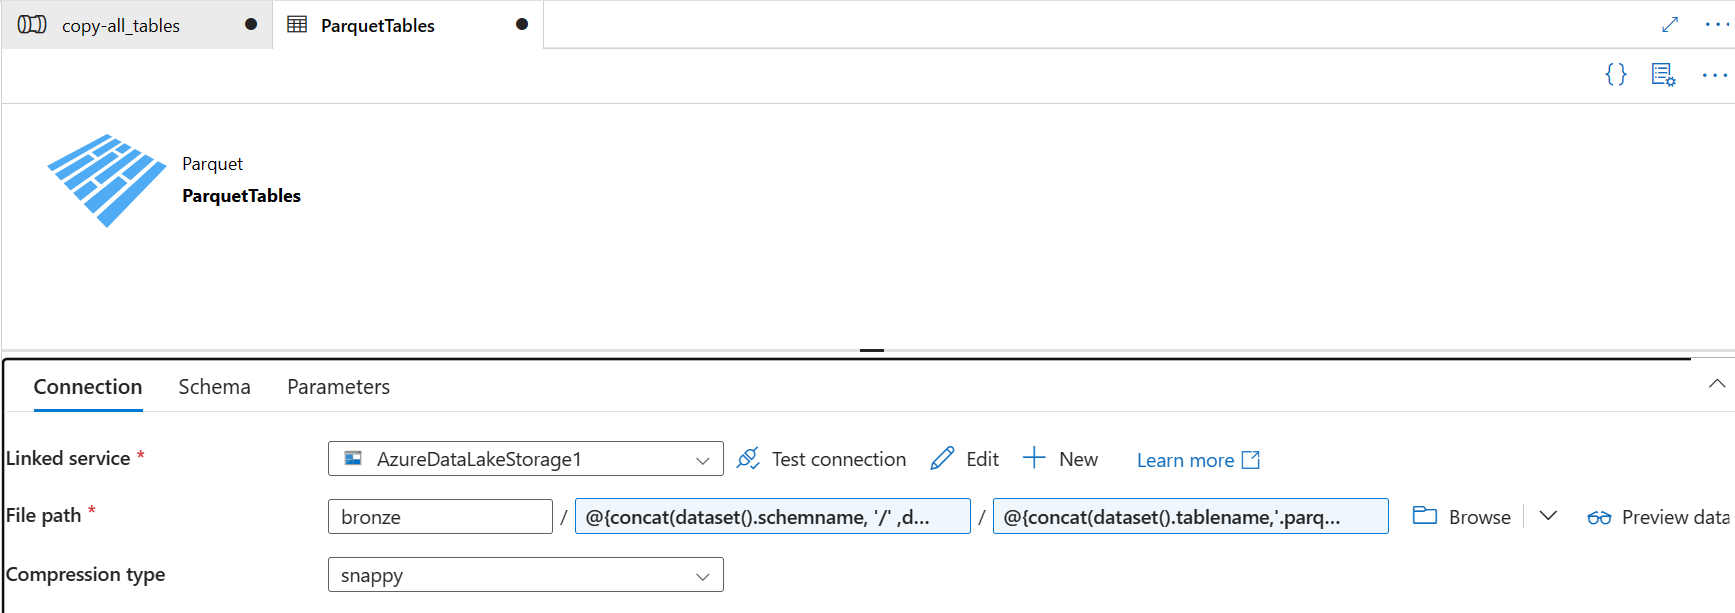 copy-all_tables
ParquetTables
{}
Parquet
ParquetTables
Connection Schema Parameters
Linked service * AzureDataLakeStorage1 Test connection Edit New Learn more
File path * bronze / @{concat(dataset().schemname, '/' ,d... / @{concat(dataset().tablename,'.parq... Browse Preview data
Compression type snappy